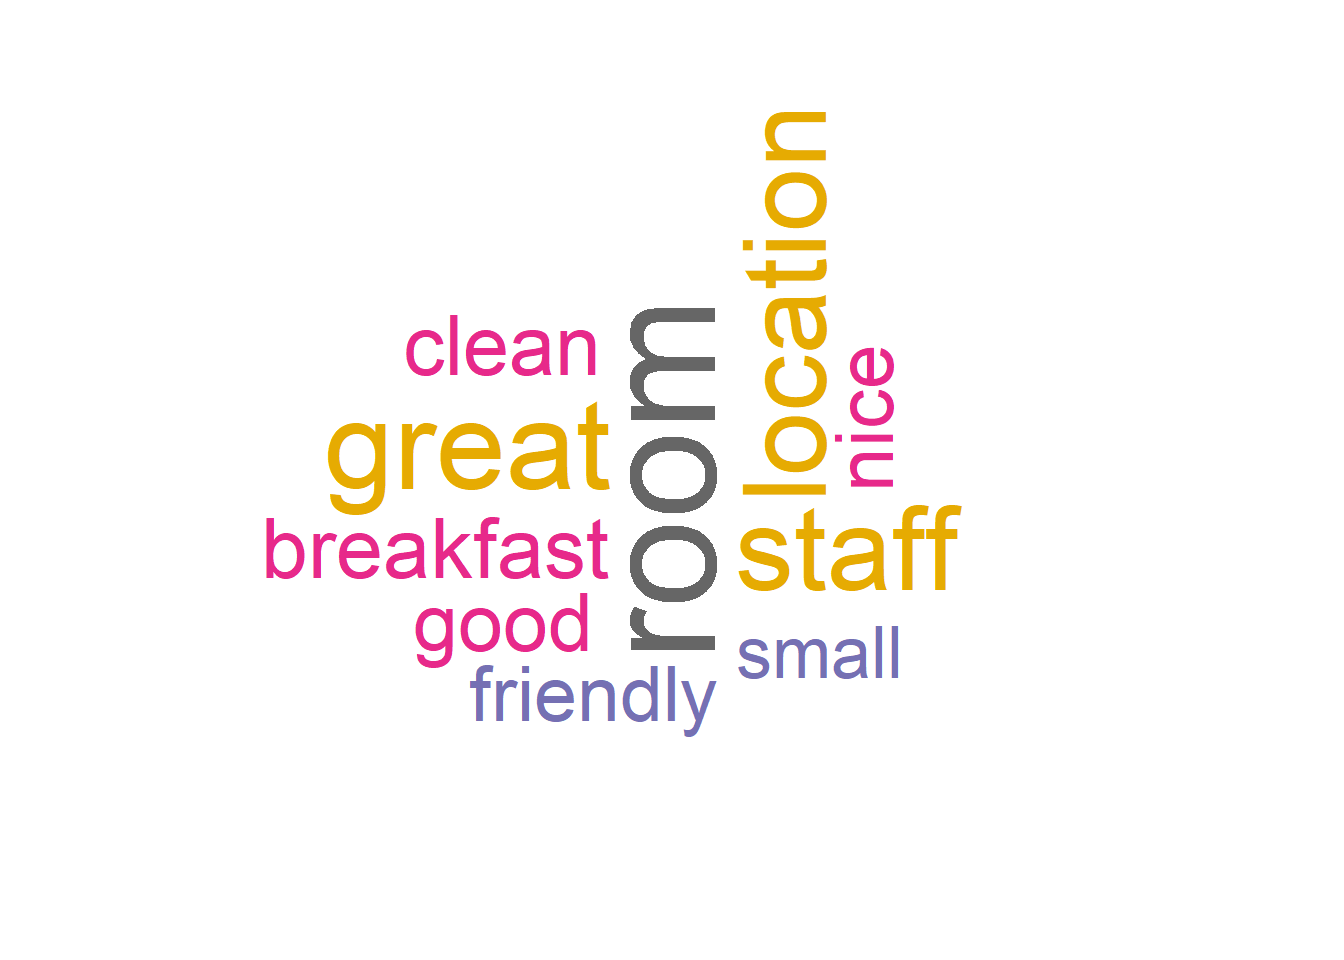 clean
great
breakfast
good
friendly
room
location
nice
staff
small